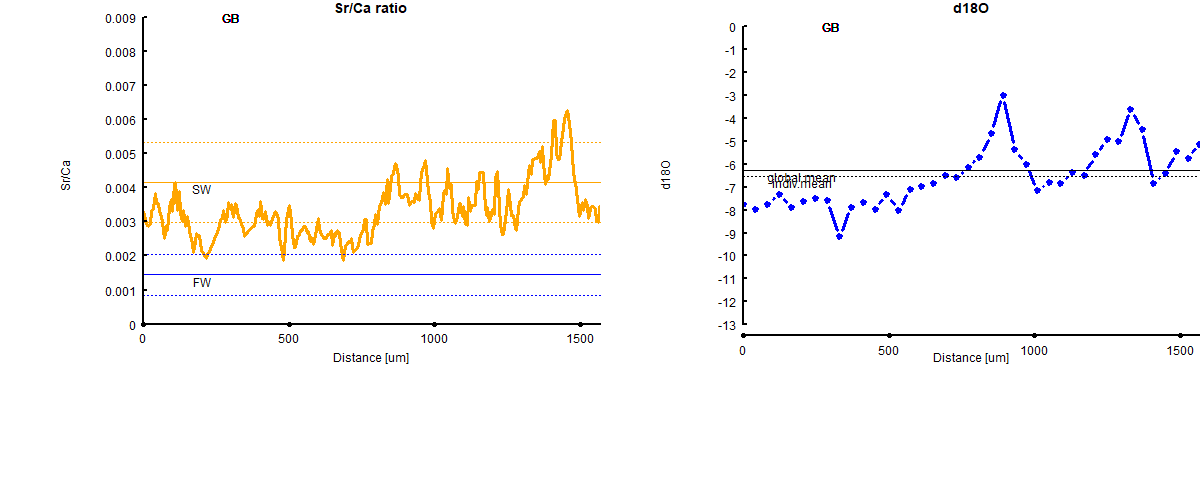 Sr/Ca ratio
GB
0.009
0.008
0.007
0.006
0.005
0.004
0.003
0.002
0.001
0
Sr/Ca
SW
FW
0
500
1000
1500
Distance [um]
d18O
GB
0
-1
-2
-3
-4
-5
-6
-7
-8
-9
-10
-11
-12
-13
d18O
global.mean
indiv.mean
0
500
1000
1500
Distance [um]